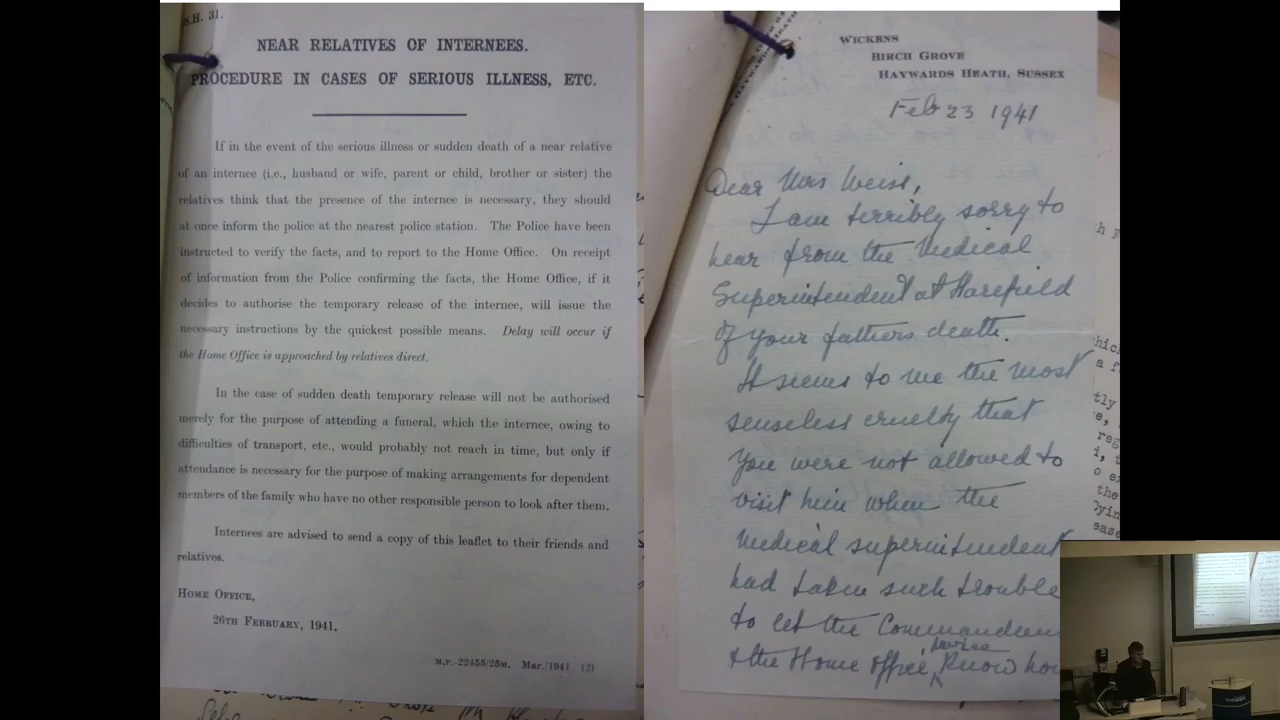 S.H. 31.
NEAR RELATIVES OF INTERNEES.
PROCEDURE IN CASES OF SERIOUS ILLNESS, ETC.
If in the event of the serious illness or sudden death of a near relative
of an internee (i.e., husband or wife, parent or child, brother or sister) the
relatives think that the presence of the internee is necessary, they should
at once inform the police at the nearest police station. The Police have been
instructed to verify the facts, and to report to the Home Office. On receipt
of information from the Police confirming the facts, the Home Office, if it
decides to authorise the temporary release of the internee, will issue the
necessary instructions by the quickest possible means. Delay will occur if
the Home Office is approached by relatives direct.
In the case of sudden death temporary release will not be authorised
merely for the purpose of attending a funeral, which the internee, owing to
difficulties of transport, etc., would probably not reach in time, but only if
attendance is necessary for the purpose of making arrangements for dependent
members of the family who have no other responsible person to look after them.
Internees are advised to send a copy of this leaflet to their friends and
relatives.
HOME OFFICE,
26TH FEBRUARY, 1941.
M.P.-22455/25M. Mar./1941 (2)
WICKENS
BIRCH GROVE
HAYWARDS HEATH, SUSSEX
Feb 23 1941
Dear Mrs Weiss,
I am terribly sorry to
hear from the Medical
Superintendent at Harefield
of your fathers death.
It seems to me the most
senseless cruelty that
you were not allowed to
visit him when the
medical superintendent
had taken such trouble
to let the Commandan
& the Home Office twice know how